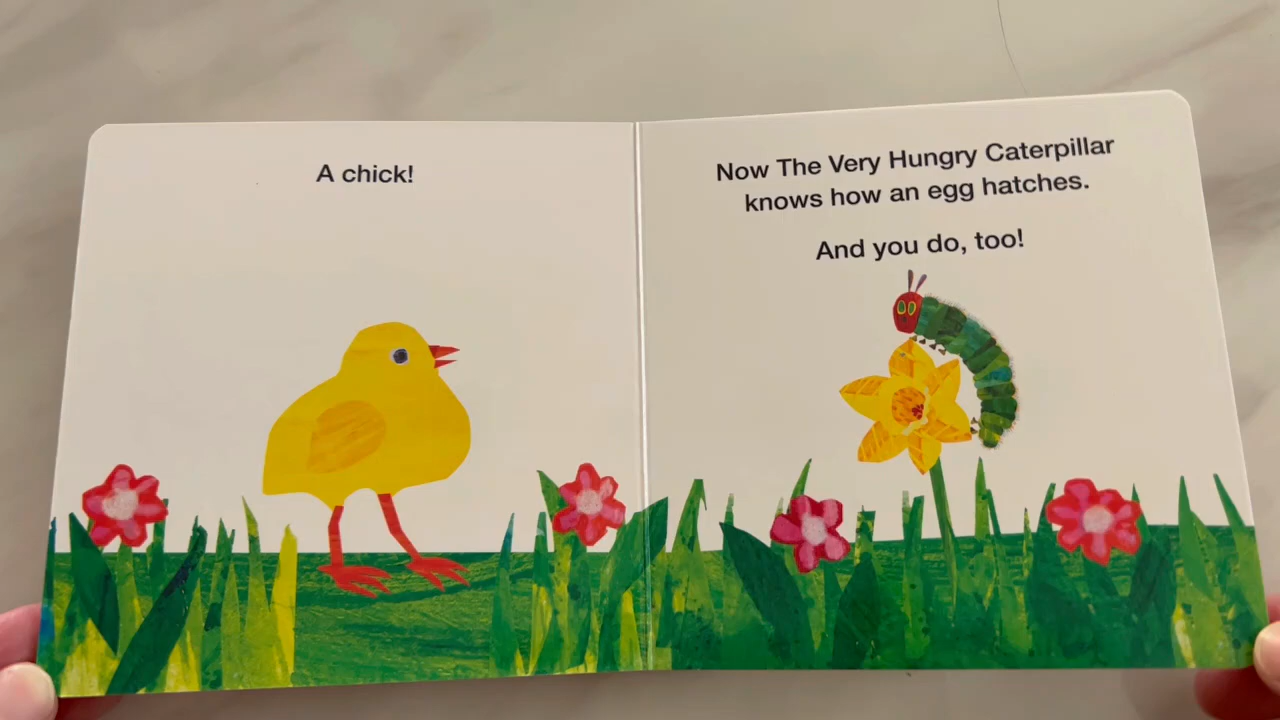 A chick!
Now The Very Hungry Caterpillar
knows how an egg hatches.
And you do, too!